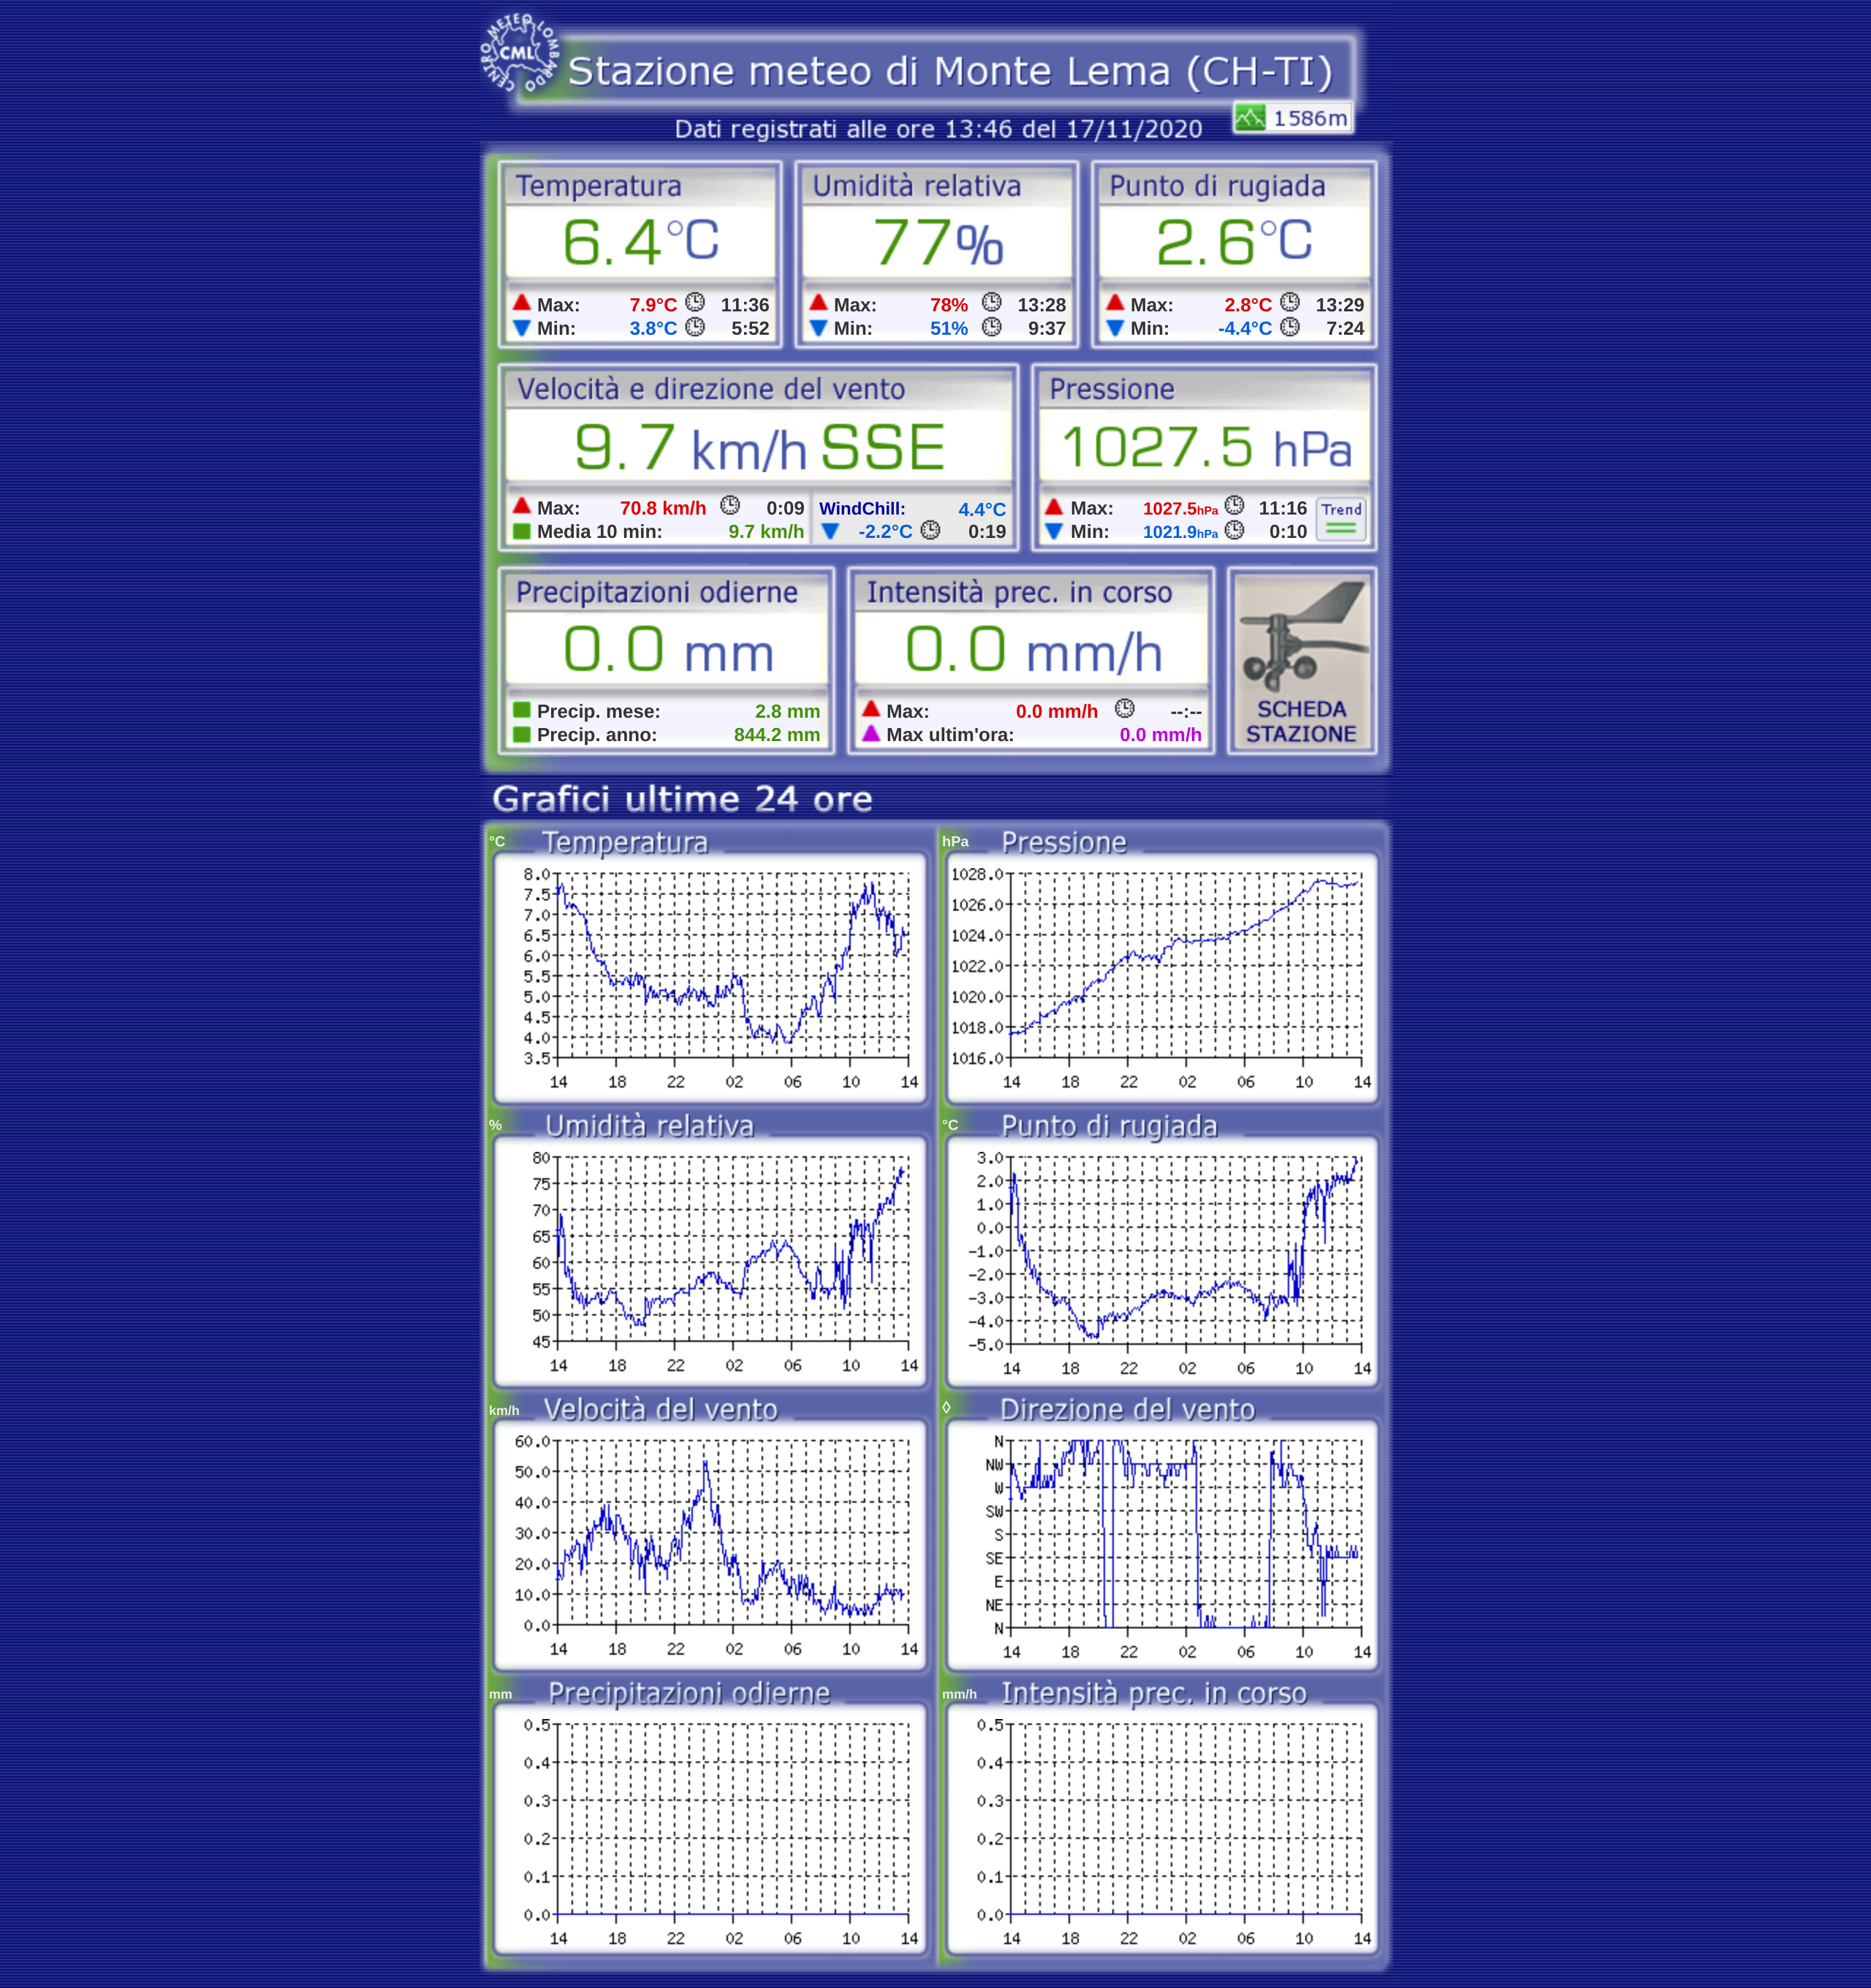 CENTRO METEO LOMBARDO
CML
Stazione meteo di Monte Lema (CH-TI)
1586m
Dati registrati alle ore 13:46 del 17/11/2020
Temperatura
6.4°C
Max: 7.9°C 11:36
Min: 3.8°C 5:52
Umidità relativa
77%
Max: 78% 13:28
Min: 51% 9:37
Punto di rugiada
2.6°C
Max: 2.8°C 13:29
Min: -4.4°C 7:24
Velocità e direzione del vento
9.7 km/h SSE
Max: 70.8 km/h 0:09
Media 10 min: 9.7 km/h
WindChill: 4.4°C
-2.2°C 0:19
Pressione
1027.5 hPa
Max: 1027.5hPa 11:16
Min: 1021.9hPa 0:10
Trend
Precipitazioni odierne
0.0 mm
Precip. mese: 2.8 mm
Precip. anno: 844.2 mm
Intensità prec. in corso
0.0 mm/h
Max: 0.0 mm/h --:--
Max ultim'ora: 0.0 mm/h
SCHEDA
STAZIONE
Grafici ultime 24 ore
°C Temperatura
8.0
7.5
7.0
6.5
6.0
5.5
5.0
4.5
4.0
3.5
14 18 22 02 06 10 14
hPa Pressione
1028.0
1026.0
1024.0
1022.0
1020.0
1018.0
1016.0
14 18 22 02 06 10 14
% Umidità relativa
80
75
70
65
60
55
50
45
14 18 22 02 06 10 14
°C Punto di rugiada
3.0
2.0
1.0
0.0
-1.0
-2.0
-3.0
-4.0
-5.0
14 18 22 02 06 10 14
km/h Velocità del vento
60.0
50.0
40.0
30.0
20.0
10.0
0.0
14 18 22 02 06 10 14
◊ Direzione del vento
N
NW
W
SW
S
SE
E
NE
N
14 18 22 02 06 10 14
mm Precipitazioni odierne
0.5
0.4
0.3
0.2
0.1
0.0
14 18 22 02 06 10 14
mm/h Intensità prec. in corso
0.5
0.4
0.3
0.2
0.1
0.0
14 18 22 02 06 10 14